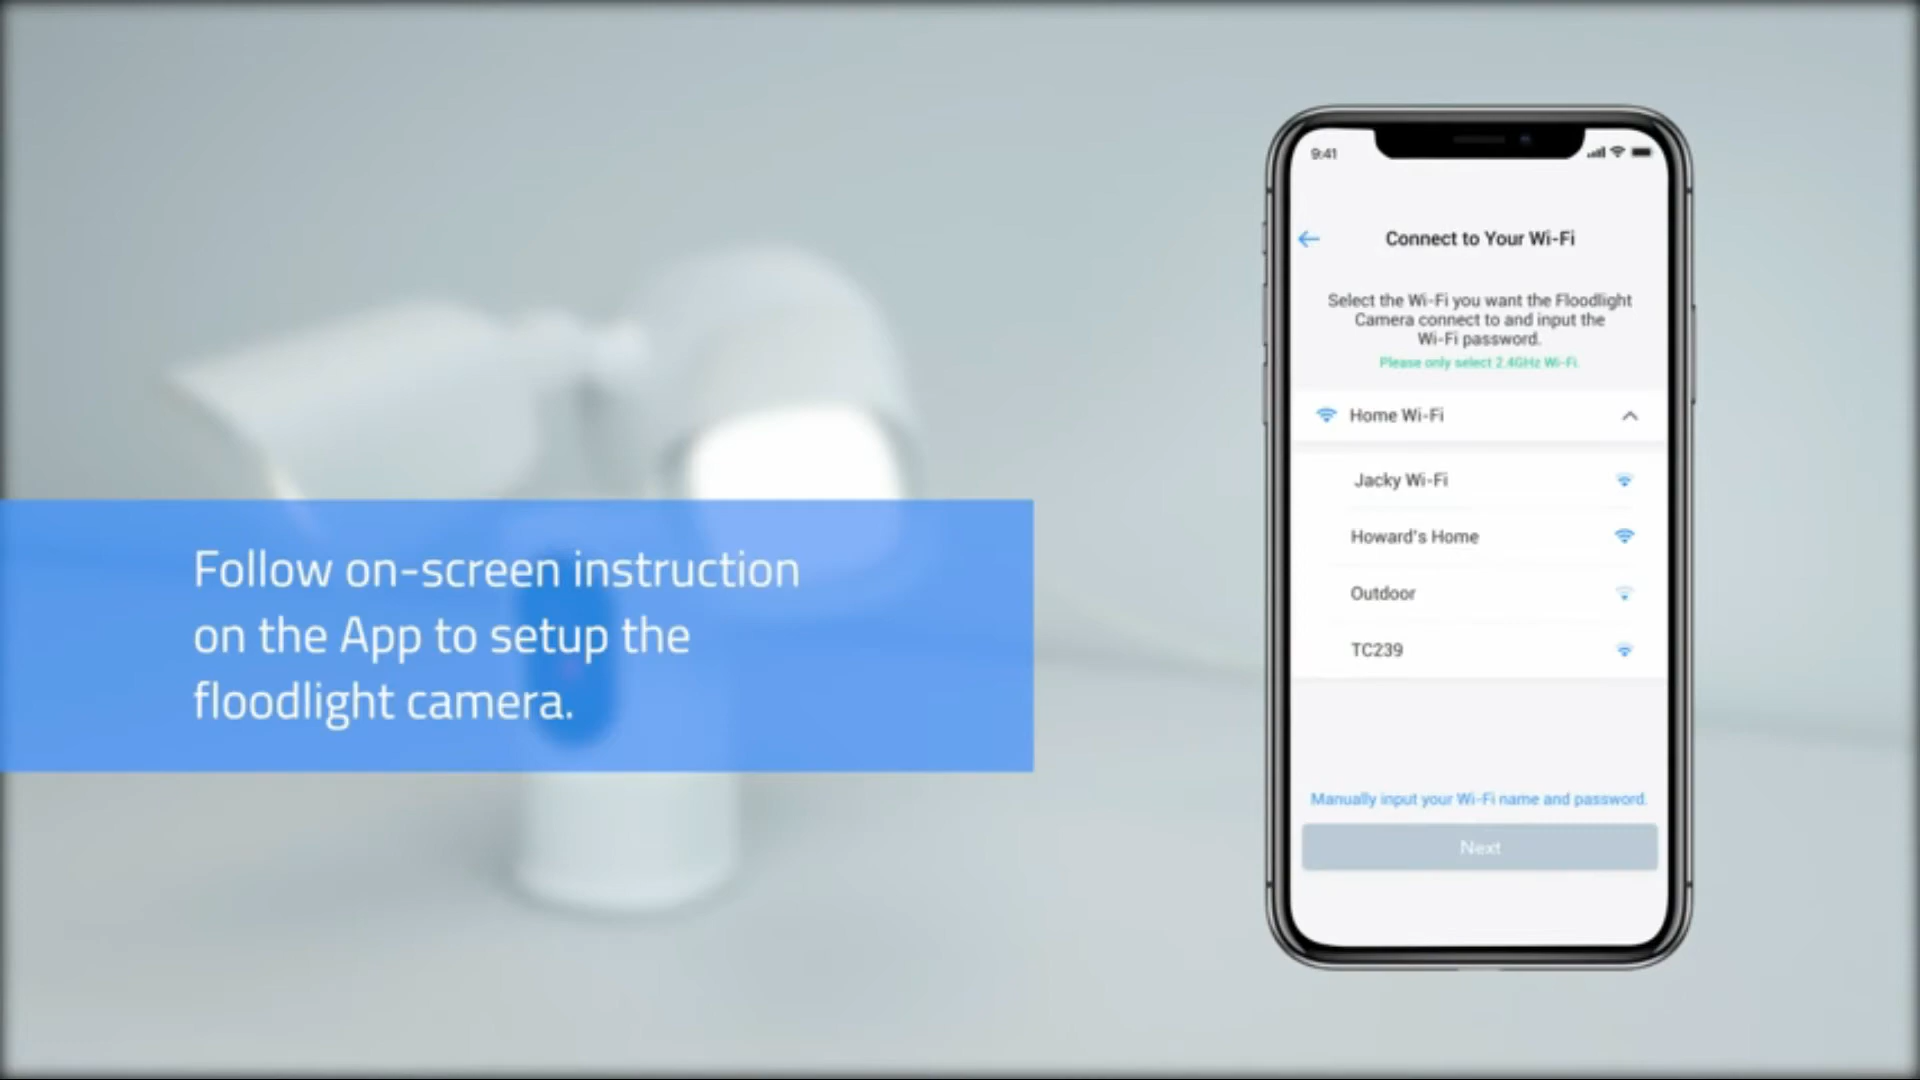 Follow on-screen instruction
on the App to setup the
floodlight camera.
9:41
Connect to Your Wi-Fi
Select the Wi-Fi you want the Floodlight
Camera connect to and input the
Wi-Fi password.
Please only select 2.4GHz Wi-Fi.
Home Wi-Fi
Jacky Wi-Fi
Howard's Home
Outdoor
TC239
Manually input your Wi-Fi name and password.
Next